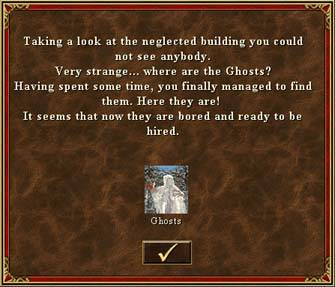 Taking a look at the neglected building you could
not see anybody.
Very strange... where are the Ghosts?
Having spent some time, you finally managed to find
them. Here they are!
It seems that now they are bored and ready to be
hired.
Ghosts